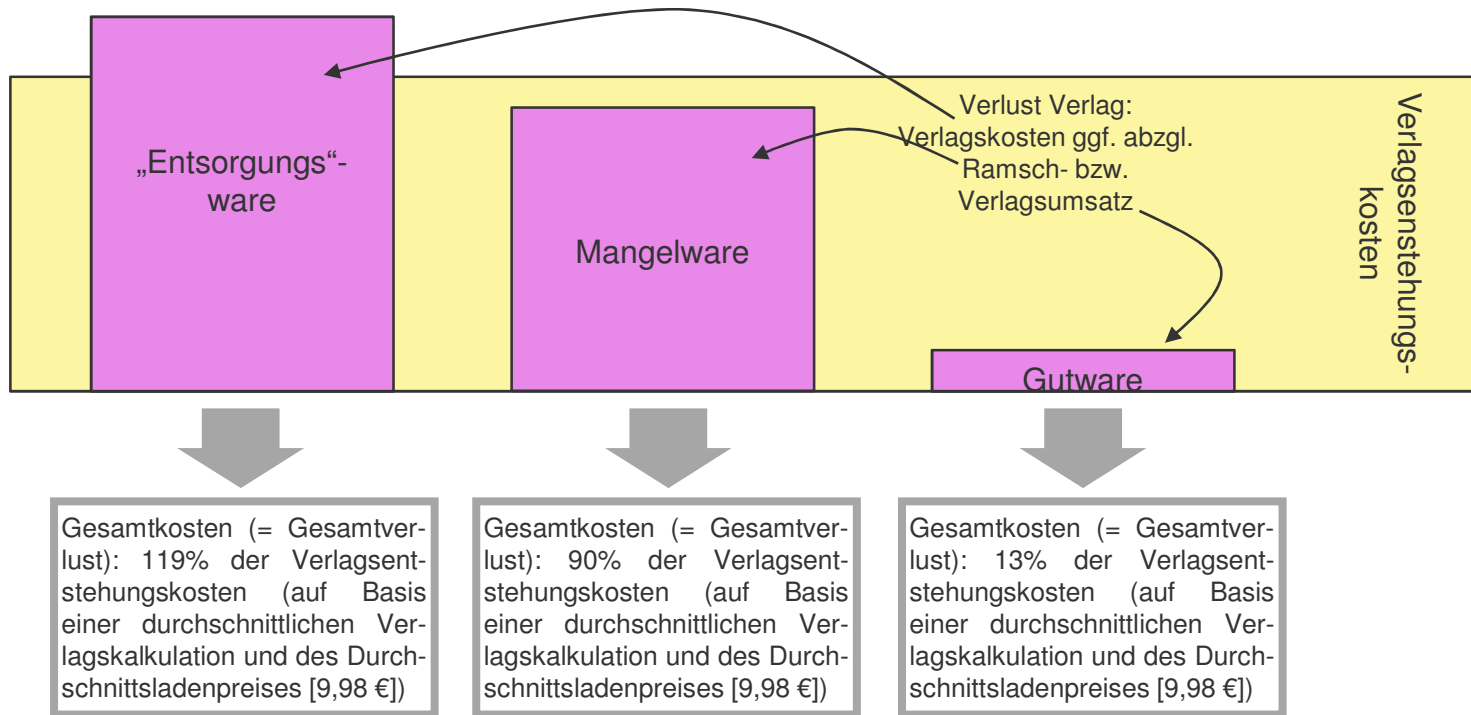 „Entsorgungs“-
ware
Mangelware
Gutware
Verlust Verlag:
Verlagskosten ggf. abzgl.
Ramsch- bzw.
Verlagsumsatz
Verlagsenstehungs-
kosten
Gesamtkosten (= Gesamtver-
lust): 119% der Verlagsent-
stehungskosten (auf Basis
einer durchschnittlichen Ver-
lagskalkulation und des Durch-
schnittsladenpreises [9,98 €])
Gesamtkosten (= Gesamtver-
lust): 90% der Verlagsent-
stehungskosten (auf Basis
einer durchschnittlichen Ver-
lagskalkulation und des Durch-
schnittsladenpreises [9,98 €])
Gesamtkosten (= Gesamtver-
lust): 13% der Verlagsent-
stehungskosten (auf Basis
einer durchschnittlichen Ver-
lagskalkulation und des Durch-
schnittsladenpreises [9,98 €])